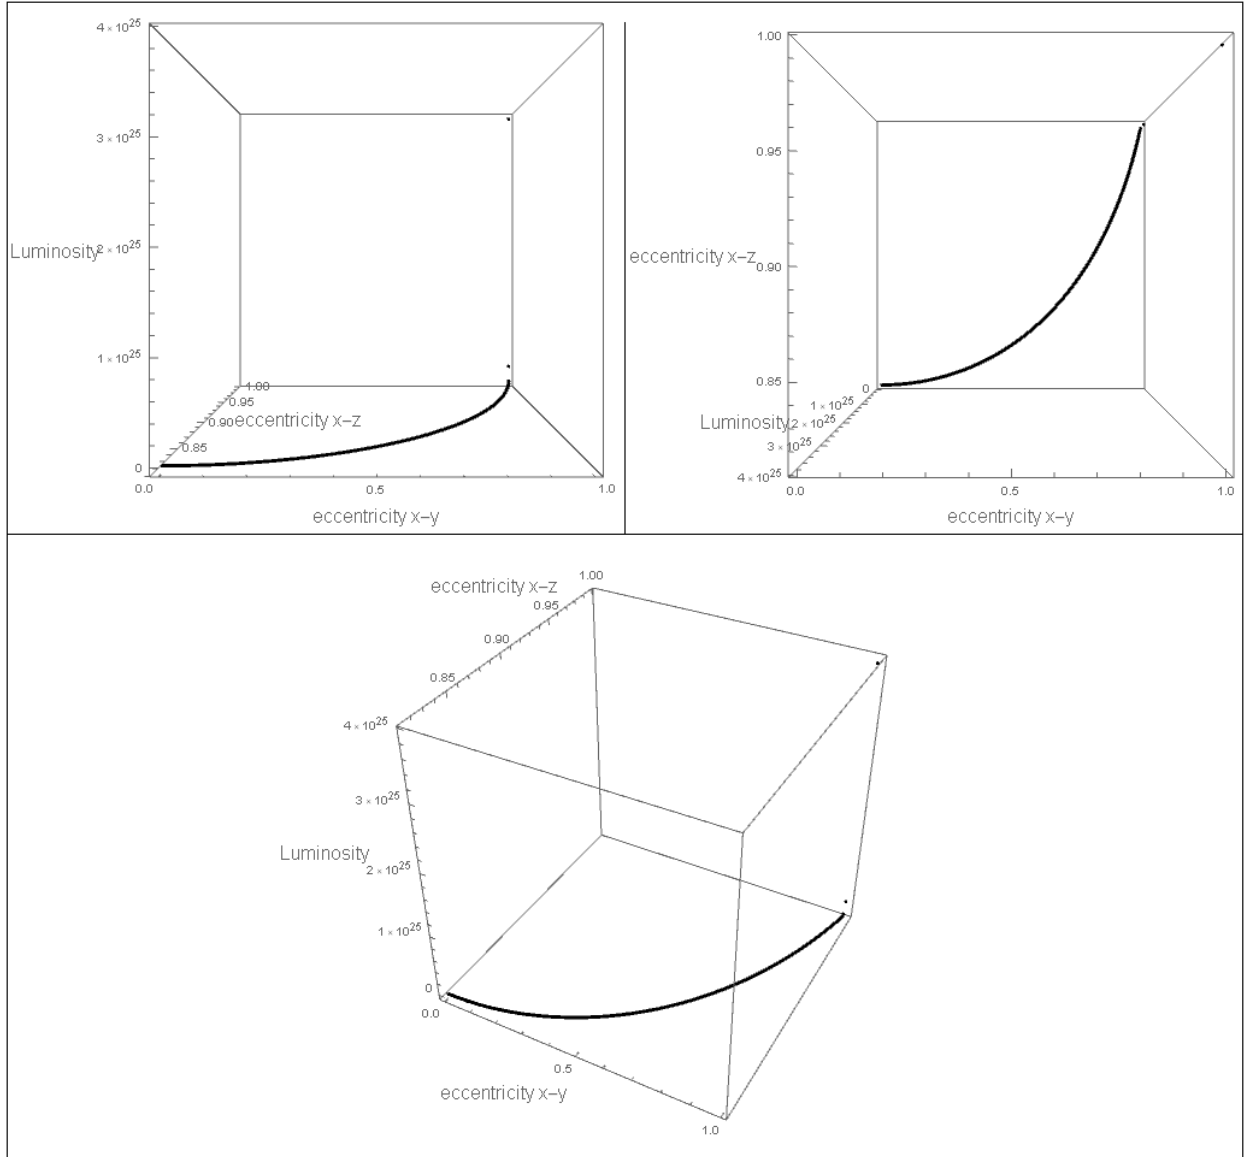 4 × 10^25
3 × 10^25
Luminosity 2 × 10^25
1 × 10^25
1.00
0.95
0.90 eccentricity x–z
0.85
0
0.0 0.5 1.0
eccentricity x–y
1.00
0.95
eccentricity x–z 0.90
0.85
0
1 × 10^25
Luminosity 2 × 10^25
3 × 10^25
4 × 10^25
0.0 0.5 1.0
eccentricity x–y
1.00
eccentricity x–z
0.95
0.90
0.85
4 × 10^25
3 × 10^25
Luminosity
2 × 10^25
1 × 10^25
0
0.0
0.5
eccentricity x–y
1.0